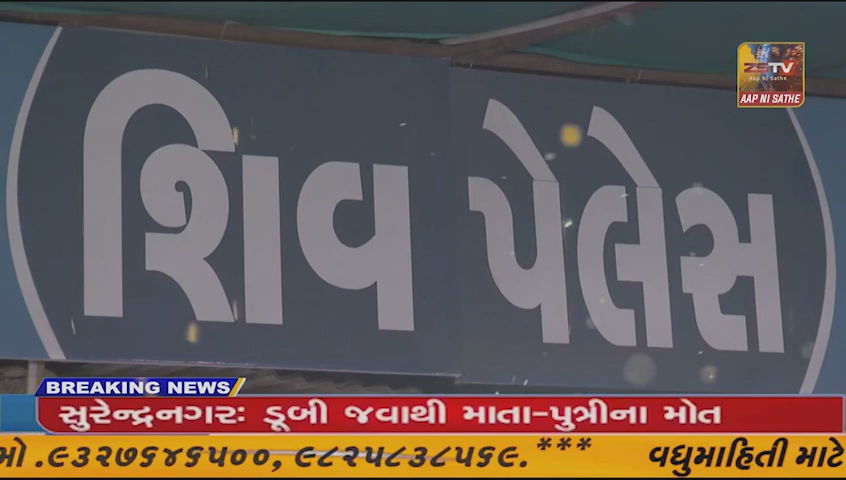 શિવ પેલેસ
ZSTV
Aap Ni Sathe
AAP NI SATHE
BREAKING NEWS
સુરેન્દ્રનગરઃ ડૂબી જવાથી માતા-પુત્રીના મોત
મો .૯૩૨૭૬૪૬૫૦૦, ૯૮૨૫૮૩૮૫૬૯.*** વધુમાહિતી માટે